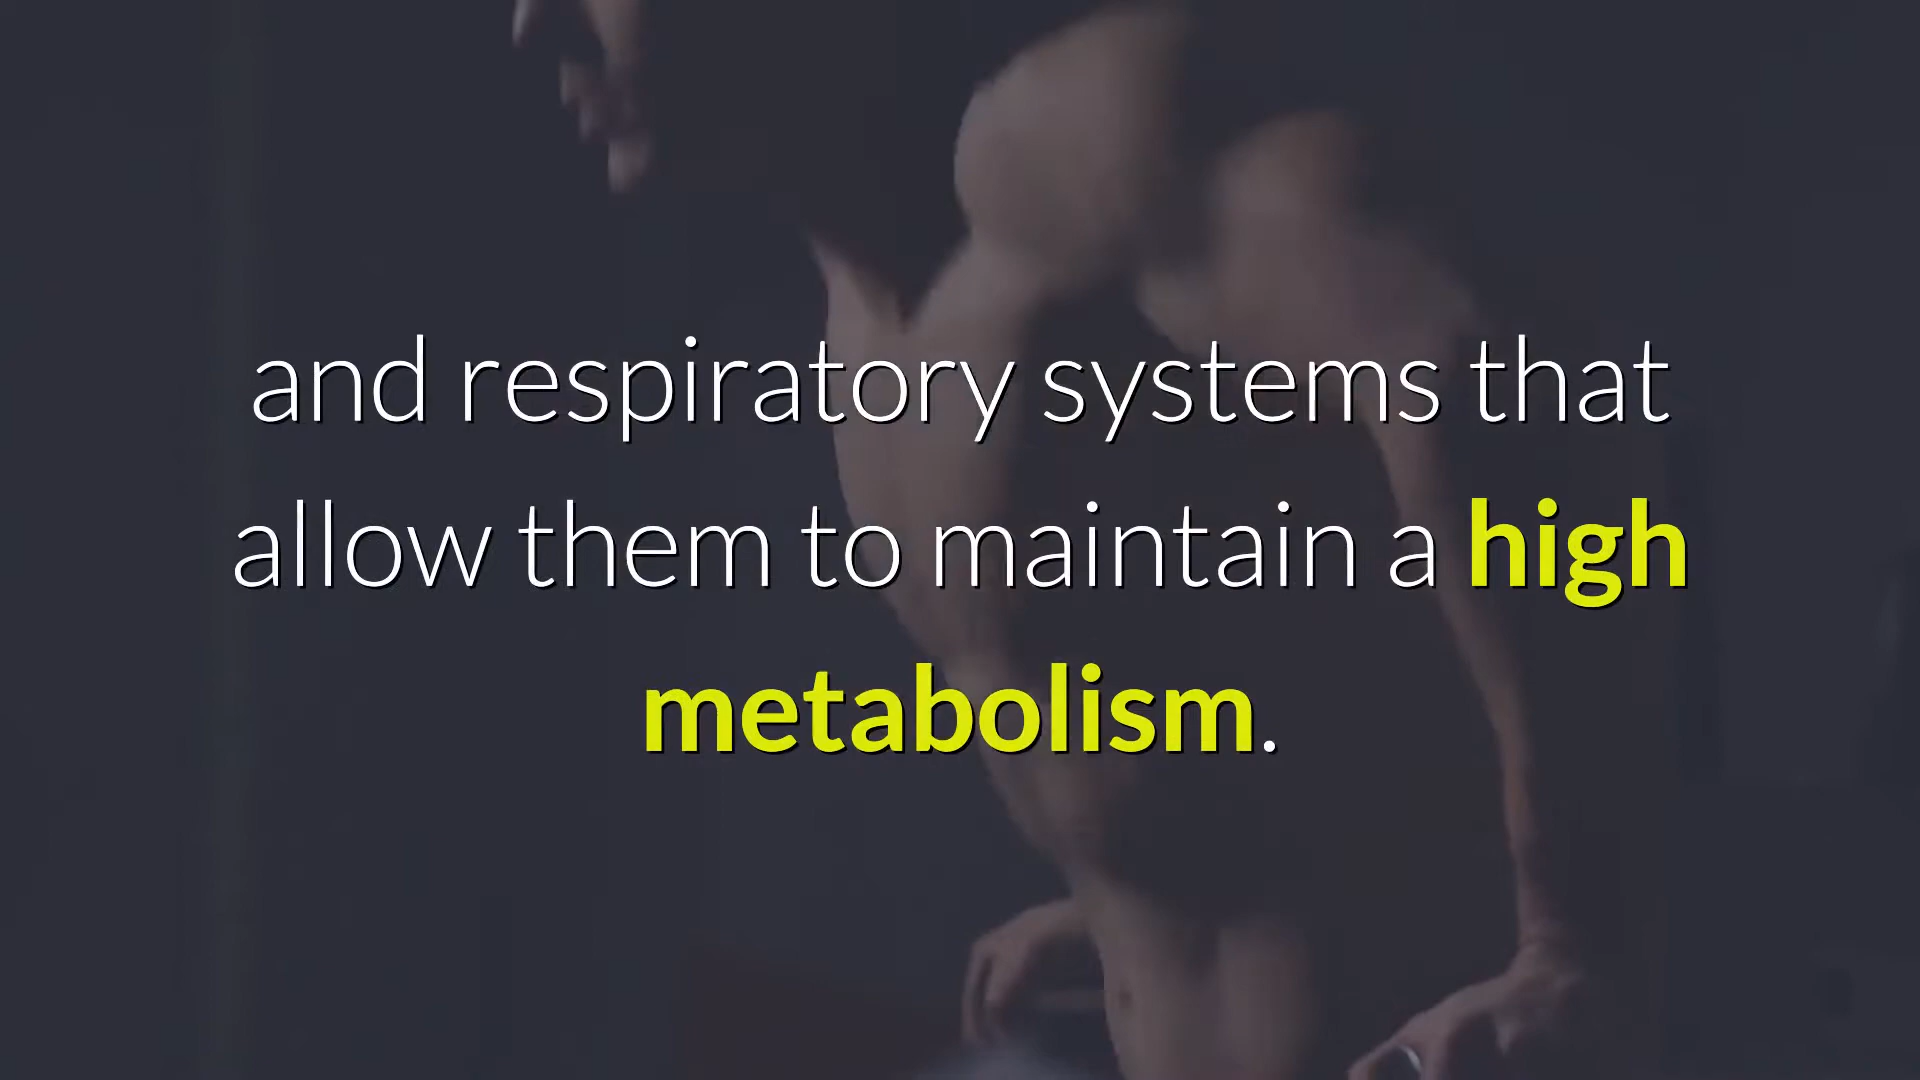 and respiratory systems that
allow them to maintain a high
metabolism.